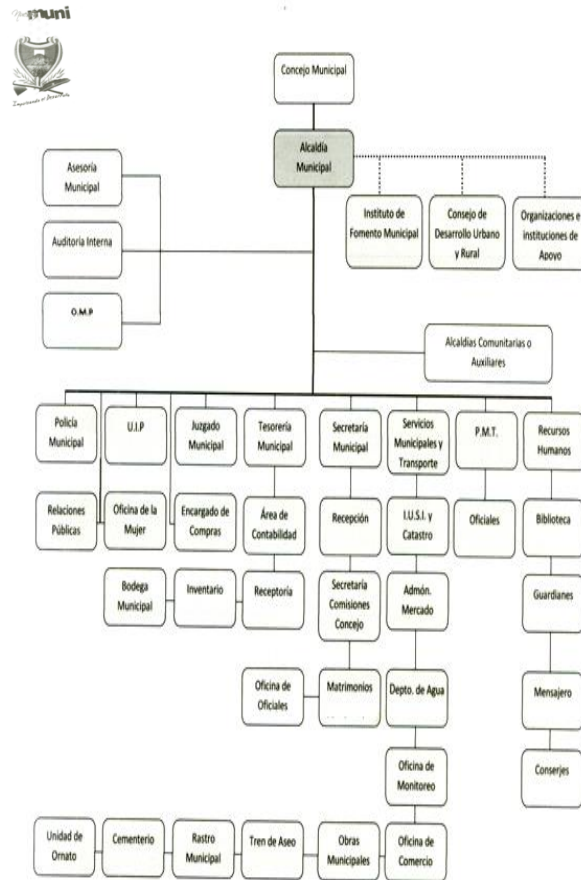 muni
Concejo Municipal
Alcaldía
Municipal
Asesoría
Municipal
Auditoría Interna
O.M.P
Instituto de
Fomento Municipal
Consejo de
Desarrollo Urbano
y Rural
Organizaciones e
instituciones de
Apoyo
Alcaldías Comunitarias o
Auxiliares
Policía
Municipal
U.I.P
Juzgado
Municipal
Tesorería
Municipal
Secretaría
Municipal
Servicios
Municipales y
Transporte
P.M.T.
Recursos
Humanos
Relaciones
Públicas
Oficina de la
Mujer
Encargado de
Compras
Área de
Contabilidad
Recepción
I.U.S.I. y
Catastro
Oficiales
Biblioteca
Bodega
Municipal
Inventario
Receptoría
Secretaría
Comisiones
Concejo
Admón.
Mercado
Guardianes
Oficina de
Oficiales
Matrimonios
Depto. de Agua
Mensajero
Oficina de
Monitoreo
Conserjes
Unidad de
Ornato
Cementerio
Rastro
Municipal
Tren de Aseo
Obras
Municipales
Oficina de
Comercio